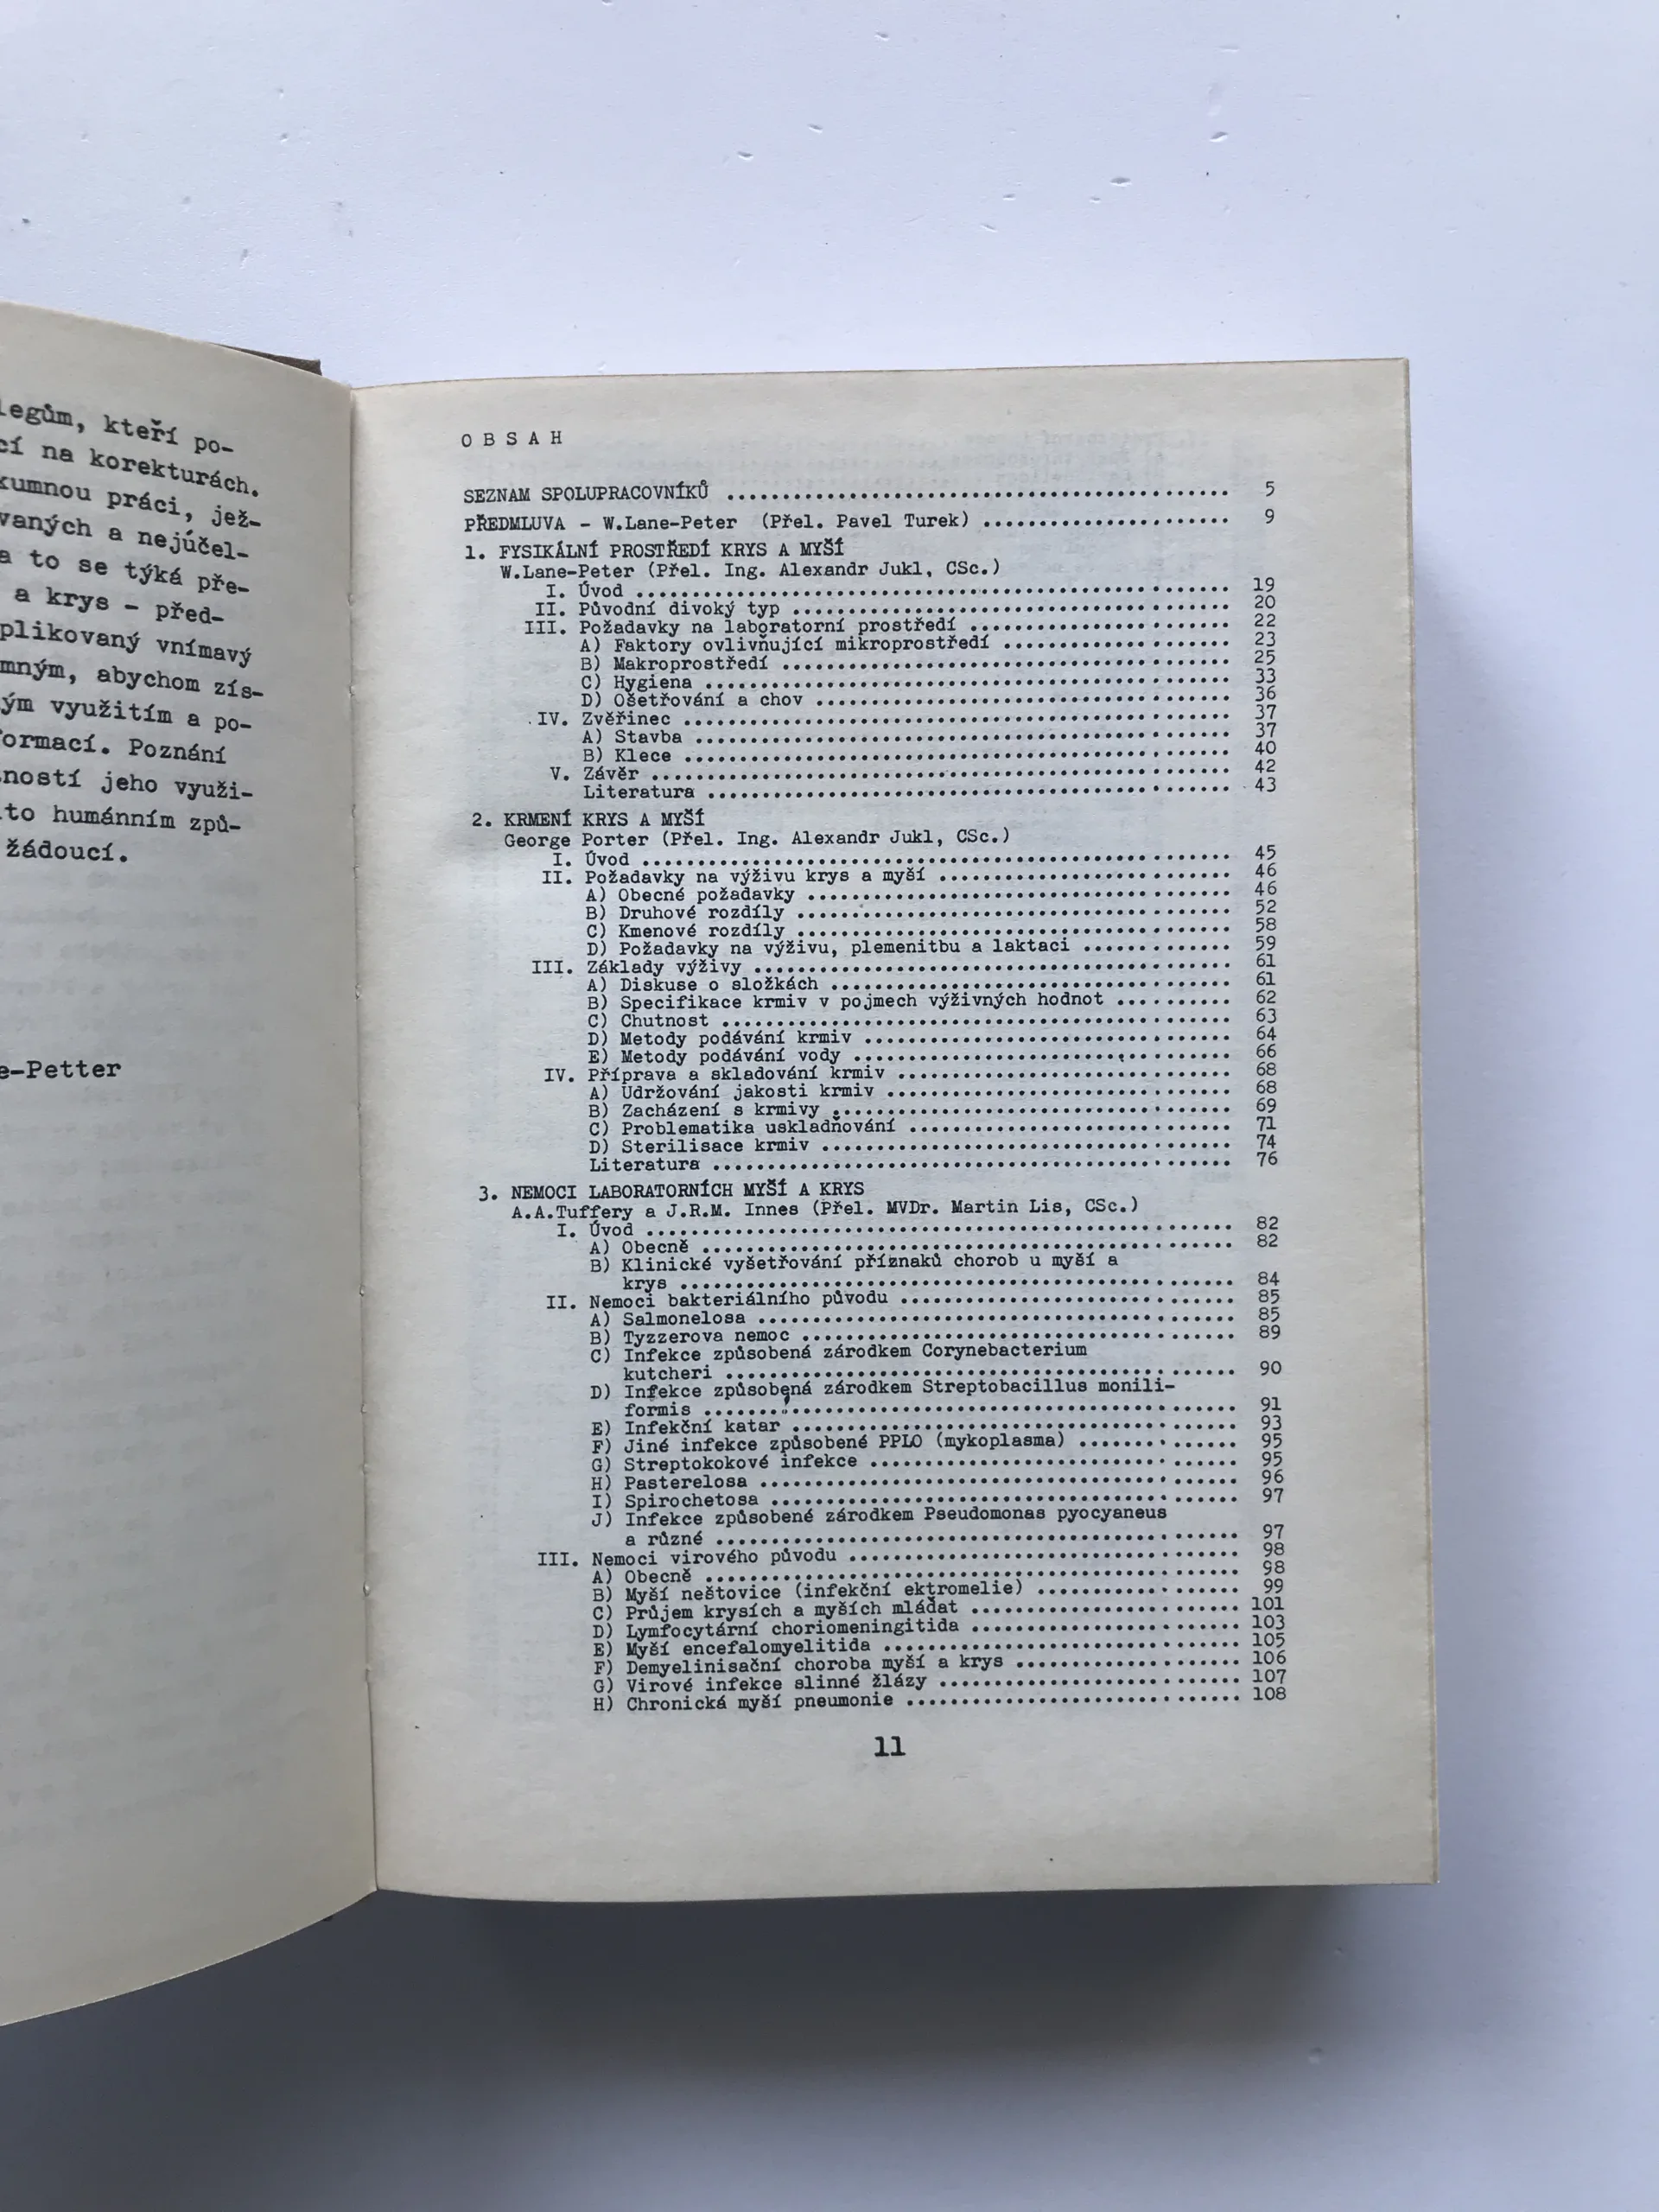 legům, kteří po-
cí na korekturách.
kumnou práci, jež-
vaných a nejúčel-
a to se týká pře-
a krys - před-
plikovaný vnímavý
mným, abychom zís-
ým využitím a po-
formací. Poznání
ností jeho využi-
to humánním způ-
žádoucí.
e-Petter
O B S A H
SEZNAM SPOLUPRACOVNÍKŮ ........................................ 5
PŘEDMLUVA - W.Lane-Peter (Přel. Pavel Turek) ...................... 9
1. FYSIKÁLNÍ PROSTŘEDÍ KRYS A MYŠÍ
W.Lane-Peter (Přel. Ing. Alexandr Jukl, CSc.)
I. Úvod ........................................ 19
II. Původní divoký typ ........................................ 20
III. Požadavky na laboratorní prostředí ...................... 22
A) Faktory ovlivňující mikroprostředí .................... 23
B) Makroprostředí ........................................ 25
C) Hygiena ........................................ 33
D) Ošetřování a chov ........................................ 36
IV. Zvěřinec ........................................ 37
A) Stavba ........................................ 37
B) Klece ........................................ 40
V. Závěr ........................................ 42
Literatura ........................................ 43
2. KRMENÍ KRYS A MYŠÍ
George Porter (Přel. Ing. Alexandr Jukl, CSc.)
I. Úvod ........................................ 45
II. Požadavky na výživu krys a myší .......................... 46
A) Obecné požadavky ........................................ 46
B) Druhové rozdíly ........................................ 52
C) Kmenové rozdíly ........................................ 58
D) Požadavky na výživu, plemenitbu a laktaci ............. 59
III. Základy výživy ........................................ 61
A) Diskuse o složkách .................................... 61
B) Specifikace krmiv v pojmech výživných hodnot .......... 62
C) Chutnost ........................................ 63
D) Metody podávání krmiv ................................. 64
E) Metody podávání vody .................................. 66
IV. Příprava a skladování krmiv .............................. 68
A) Udržování jakosti krmiv ............................... 68
B) Zacházení s krmivy .................................... 69
C) Problematika uskladňování ............................. 71
D) Sterilisace krmiv ..................................... 74
Literatura ........................................ 76
3. NEMOCI LABORATORNÍCH MYŠÍ A KRYS
A.A.Tuffery a J.R.M. Innes (Přel. MVDr. Martin Lis, CSc.)
I. Úvod ........................................ 82
A) Obecně ........................................ 82
B) Klinické vyšetřování příznaků chorob u myší a
krys ........................................ 84
II. Nemoci bakteriálního původu .............................. 85
A) Salmonelosa ........................................ 85
B) Tyzzerova nemoc ....................................... 89
C) Infekce způsobená zárodkem Corynebacterium
kutcheri ........................................ 90
D) Infekce způsobená zárodkem Streptobacillus monili-
formis ........................................ 91
E) Infekční katar ........................................ 93
F) Jiné infekce způsobené PPLO (mykoplasma) .............. 95
G) Streptokokové infekce ................................. 95
H) Pasterelosa ........................................ 96
I) Spirochetosa ........................................ 97
J) Infekce způsobené zárodkem Pseudomonas pyocyaneus
a různé ........................................ 97
III. Nemoci virového původu ................................... 98
A) Obecně ........................................ 98
B) Myší neštovice (infekční ektromelie) .................. 99
C) Průjem krysích a myších mláďat ........................ 101
D) Lymfocytární choriomeningitida ........................ 103
E) Myší encefalomyelitida ................................ 105
F) Demyelinisační choroba myší a krys .................... 106
G) Virové infekce slinné žlázy ........................... 107
H) Chronická myší pneumonie .............................. 108
11